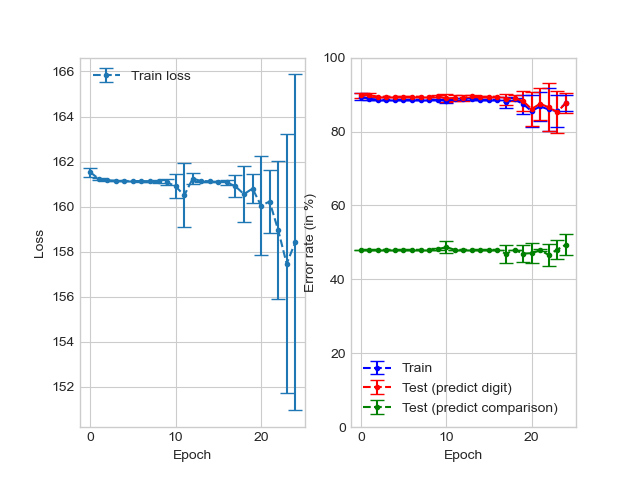 166
164
162
160
158
156
154
152
Loss
0
10
20
Epoch
Train loss
100
80
60
40
20
0
Error rate (in %)
0
10
20
Epoch
Train
Test (predict digit)
Test (predict comparison)